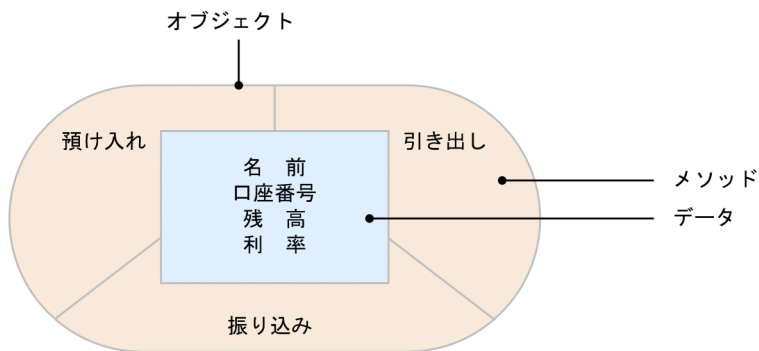 オブジェクト
預け入れ
引き出し
名　前
口座番号
残　高
利　率
メソッド
データ
振り込み